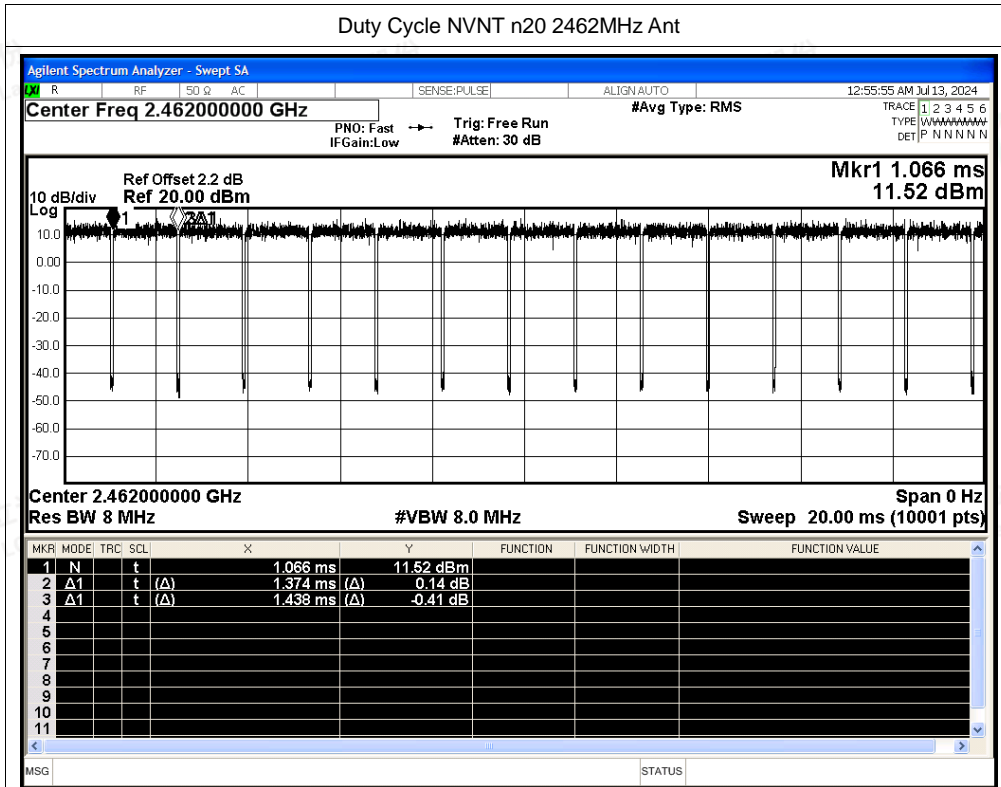 Duty Cycle NVNT n20 2462MHz Ant
Agilent Spectrum Analyzer - Swept SA
LXI R RF 50 Ω AC SENSE:PULSE ALIGN AUTO 12:55:55 AM Jul 13, 2024
Center Freq 2.462000000 GHz #Avg Type: RMS TRACE 1 2 3 4 5 6
PNO: Fast Trig: Free Run TYPE WWWWWW
IFGain:Low #Atten: 30 dB DET P N N N N N
Mkr1 1.066 ms
Ref Offset 2.2 dB
10 dB/div Ref 20.00 dBm 11.52 dBm
Log
1 2Δ1
10.0
0.00
-10.0
-20.0
-30.0
-40.0
-50.0
-60.0
-70.0
Center 2.462000000 GHz Span 0 Hz
Res BW 8 MHz #VBW 8.0 MHz Sweep 20.00 ms (10001 pts)
MKR MODE TRC SCL X Y FUNCTION FUNCTION WIDTH FUNCTION VALUE
1 N t 1.066 ms 11.52 dBm
2 Δ1 t (Δ) 1.374 ms (Δ) 0.14 dB
3 Δ1 t (Δ) 1.438 ms (Δ) -0.41 dB
4
5
6
7
8
9
10
11
MSG STATUS